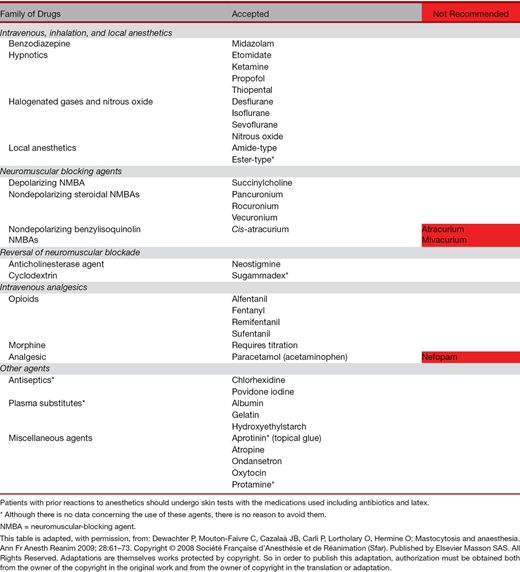 Family of Drugs Accepted Not Recommended
Intravenous, inhalation, and local anesthetics
Benzodiazepine Midazolam
Hypnotics Etomidate
Ketamine
Propofol
Thiopental
Halogenated gases and nitrous oxide Desflurane
Isoflurane
Sevoflurane
Nitrous oxide
Local anesthetics Amide-type
Ester-type*
Neuromuscular blocking agents
Depolarizing NMBA Succinylcholine
Nondepolarizing steroidal NMBAs Pancuronium
Rocuronium
Vecuronium
Nondepolarizing benzylisoquinolin Cis-atracurium Atracurium
NMBAs Mivacurium
Reversal of neuromuscular blockade
Anticholinesterase agent Neostigmine
Cyclodextrin Sugammadex*
Intravenous analgesics
Opioids Alfentanil
Fentanyl
Remifentanil
Sufentanil
Morphine Requires titration
Analgesic Paracetamol (acetaminophen) Nefopam
Other agents
Antiseptics* Chlorhexidine
Povidone iodine
Plasma substitutes* Albumin
Gelatin
Hydroxyethylstarch
Miscellaneous agents Aprotinin* (topical glue)
Atropine
Ondansetron
Oxytocin
Protamine*
Patients with prior reactions to anesthetics should undergo skin tests with the medications used including antibiotics and latex.
* Although there is no data concerning the use of these agents, there is no reason to avoid them.
NMBA = neuromuscular-blocking agent.
This table is adapted, with permission, from: Dewachter P, Mouton-Faivre C, Cazalaà JB, Carli P, Lortholary O, Hermine O: Mastocytosis and anaesthesia.
Ann Fr Anesth Reanim 2009; 28:61–73. Copyright © 2008 Société Française d'Anesthésie et de Réanimation (Sfar). Published by Elsevier Masson SAS. All
Rights Reserved. Adaptations are themselves works protected by copyright. So in order to publish this adaptation, authorization must be obtained both
from the owner of the copyright in the original work and from the owner of copyright in the translation or adaptation.